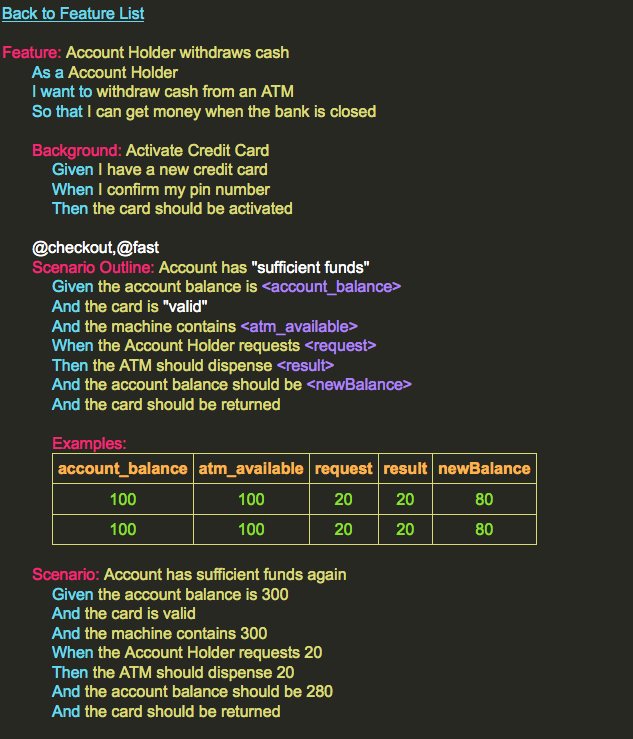 Back to Feature List
Feature: Account Holder withdraws cash
As a Account Holder
I want to withdraw cash from an ATM
So that I can get money when the bank is closed
Background: Activate Credit Card
Given I have a new credit card
When I confirm my pin number
Then the card should be activated
@checkout,@fast
Scenario Outline: Account has "sufficient funds"
Given the account balance is <account_balance>
And the card is "valid"
And the machine contains <atm_available>
When the Account Holder requests <request>
Then the ATM should dispense <result>
And the account balance should be <newBalance>
And the card should be returned
Examples:
account_balance atm_available request result newBalance
100 100 20 20 80
100 100 20 20 80
Scenario: Account has sufficient funds again
Given the account balance is 300
And the card is valid
And the machine contains 300
When the Account Holder requests 20
Then the ATM should dispense 20
And the account balance should be 280
And the card should be returned